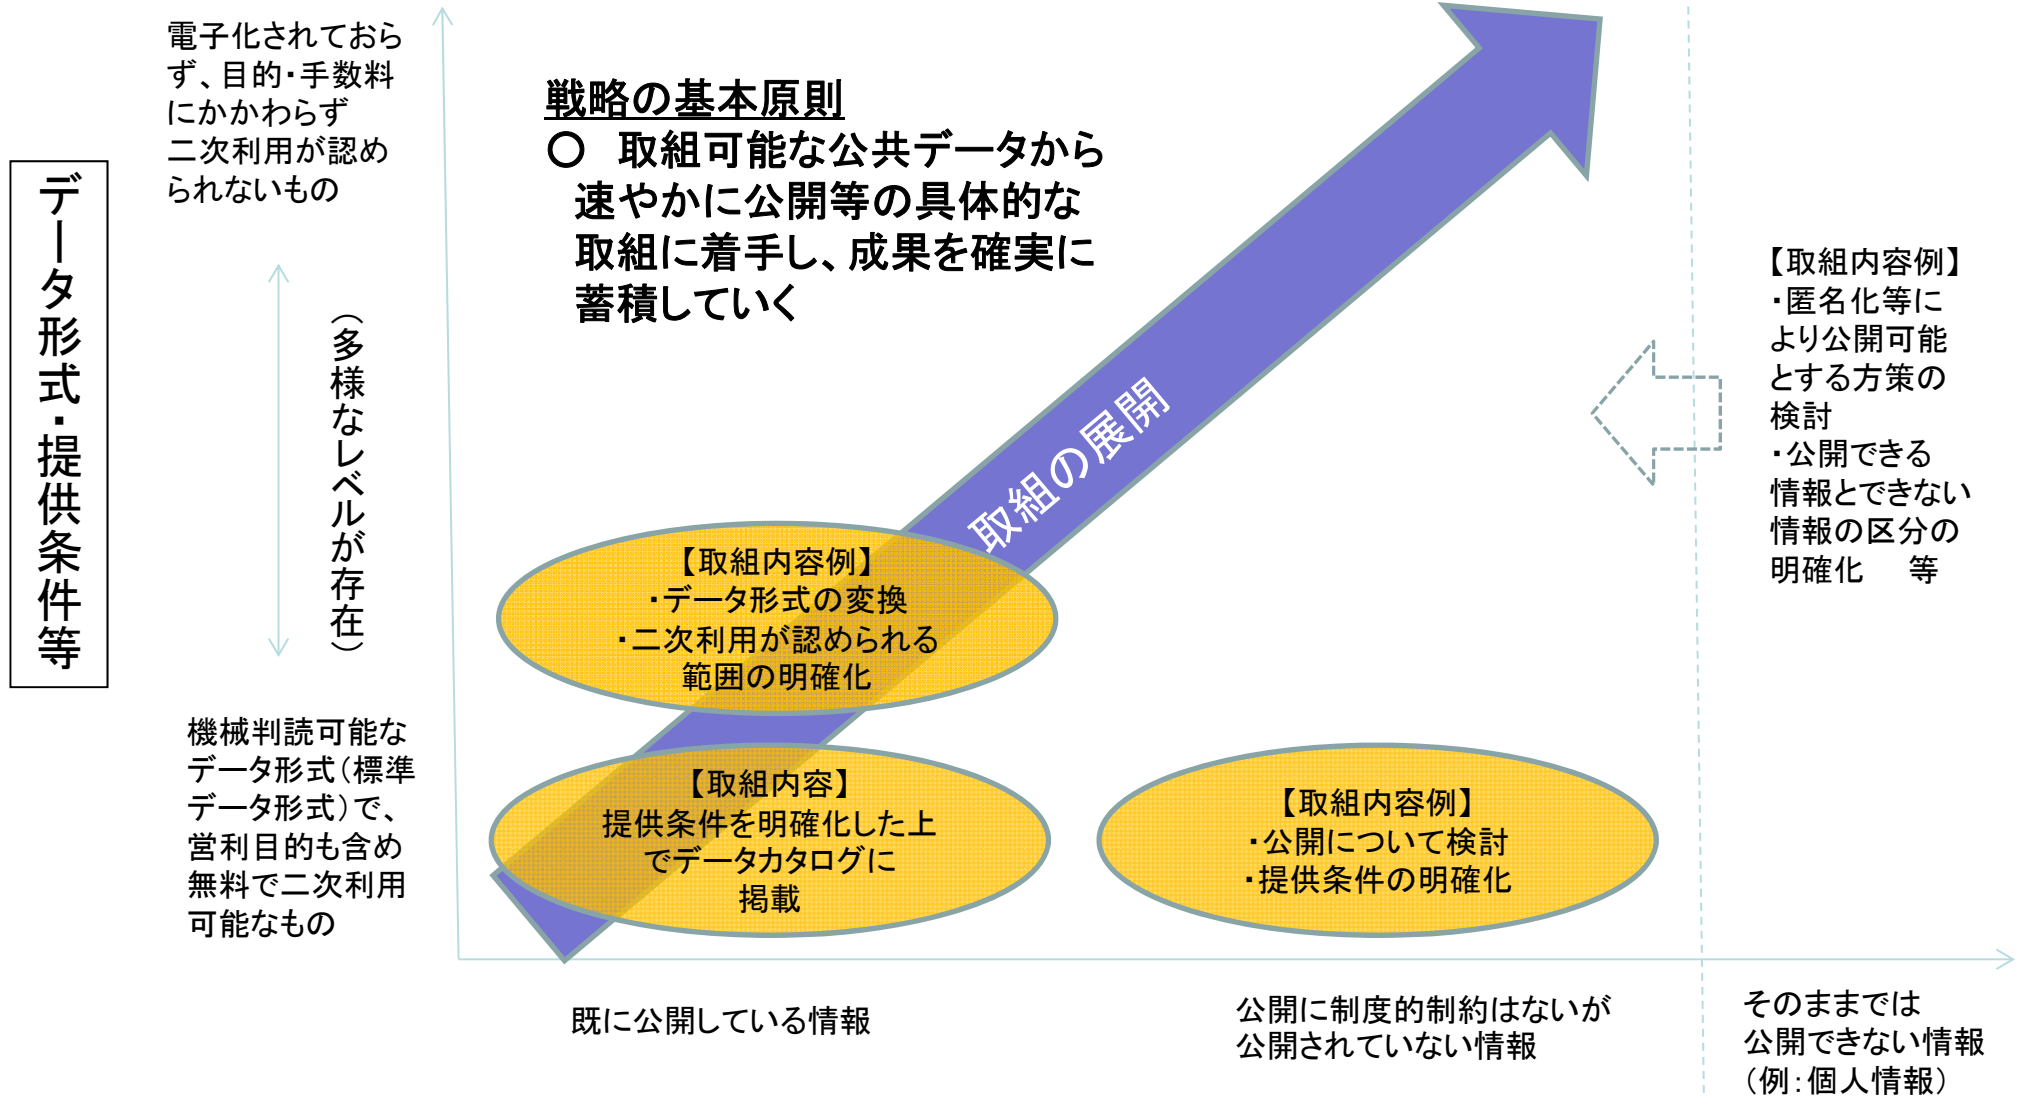 電子化されておら
ず、目的・手数料
にかかわらず
二次利用が認め
られないもの
データ形式・提供条件等
(多様なレベルが存在)
機械判読可能な
データ形式(標準
データ形式)で、
営利目的も含め
無料で二次利用
可能なもの
戦略の基本原則
○ 取組可能な公共データから
速やかに公開等の具体的な
取組に着手し、成果を確実に
蓄積していく
取組の展開
【取組内容例】
・データ形式の変換
・二次利用が認められる
範囲の明確化
【取組内容】
提供条件を明確化した上
でデータカタログに
掲載
【取組内容例】
・公開について検討
・提供条件の明確化
【取組内容例】
・匿名化等に
より公開可能
とする方策の
検討
・公開できる
情報とできない
情報の区分の
明確化 等
既に公開している情報
公開に制度的制約はないが
公開されていない情報
そのままでは
公開できない情報
(例:個人情報)